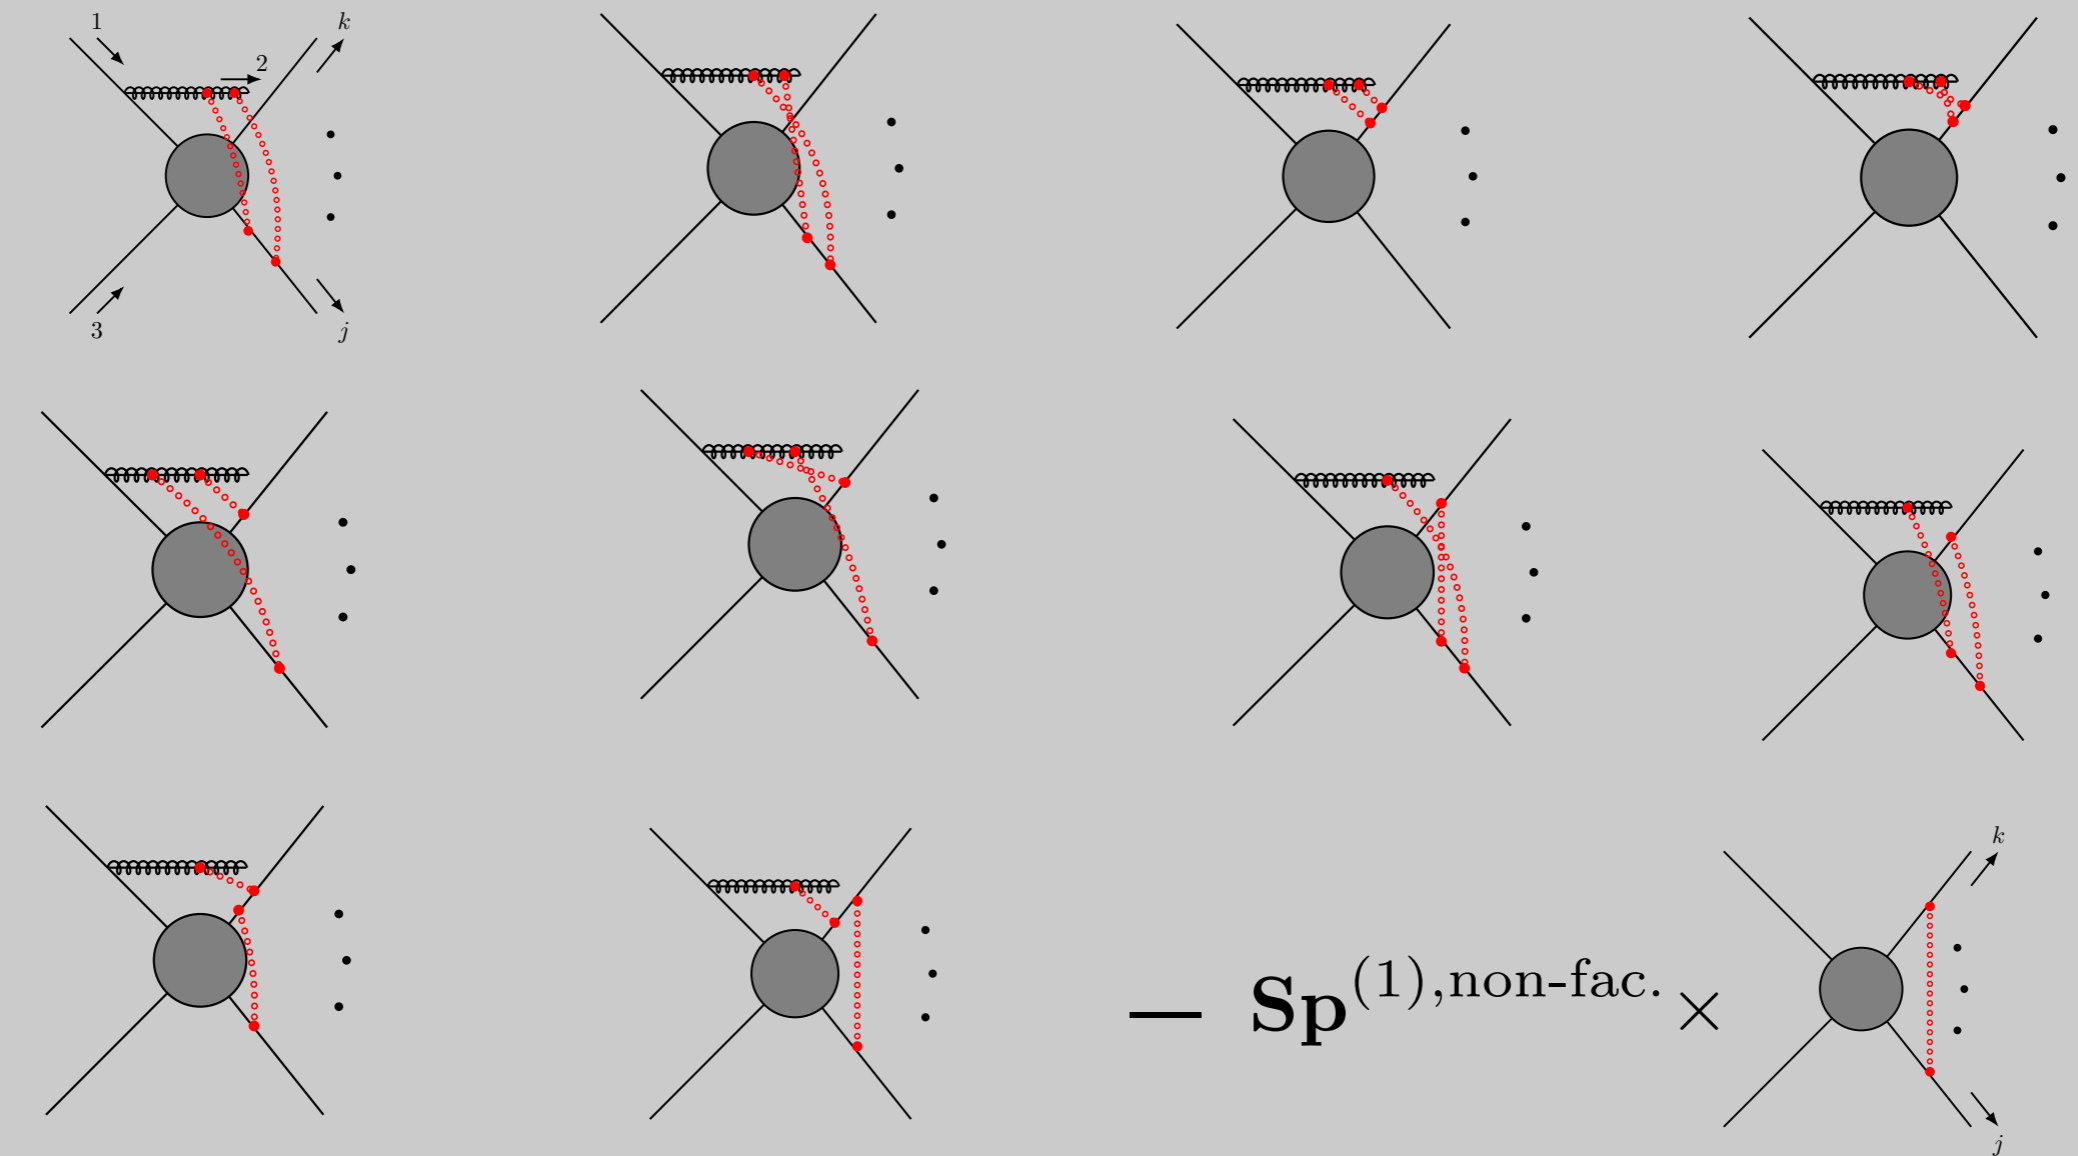 1
k
2
3
j
k
− Sp^(1),non-fac. ×
j